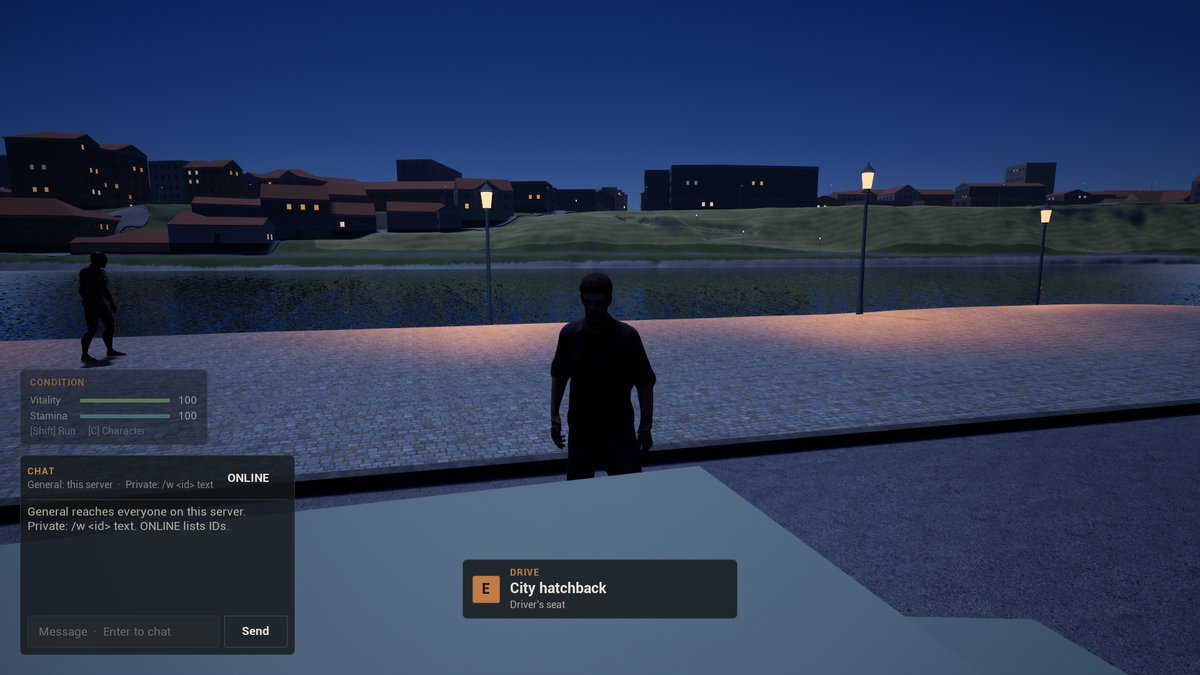 CONDITION
Vitality 100
Stamina 100
[Shift] Run · [C] Character
CHAT
General: this server · Private: /w <id> text
ONLINE
General reaches everyone on this server.
Private: /w <id> text. ONLINE lists IDs.
Message · Enter to chat
Send
E
DRIVE
City hatchback
Driver's seat